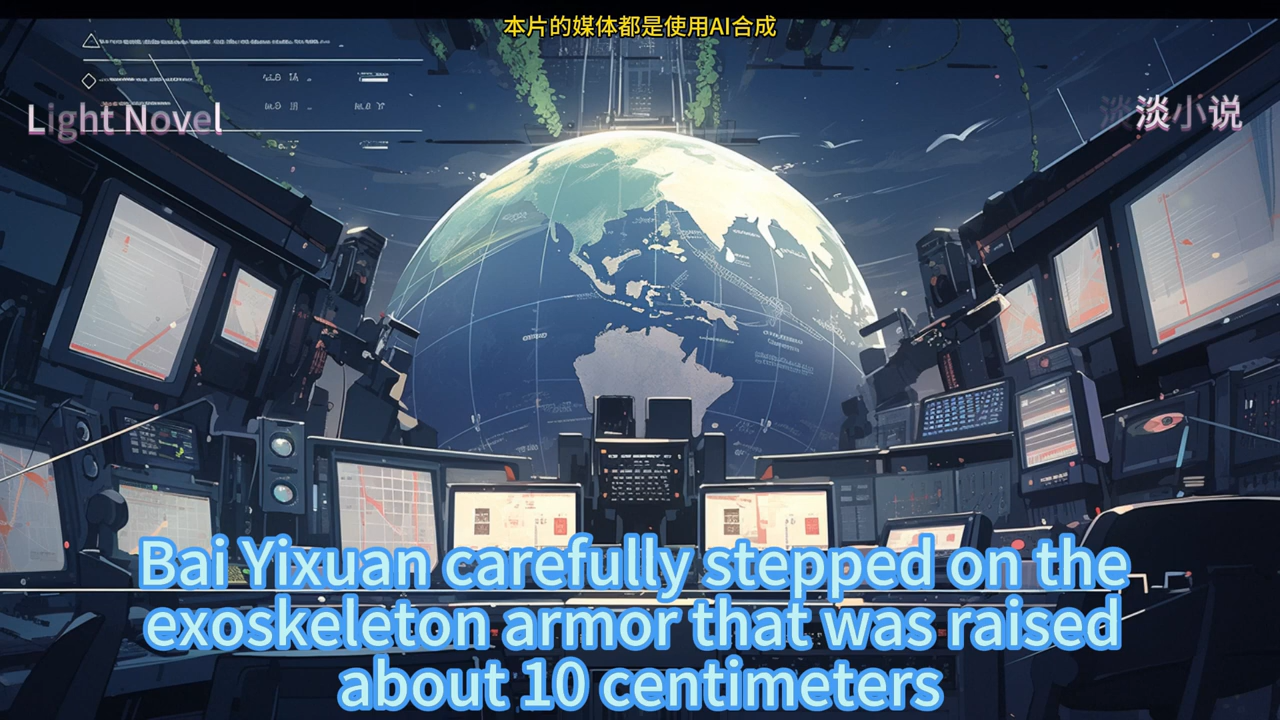 本片的媒体都是使用AI合成
Light Novel
淡淡小说
Bai Yixuan carefully stepped on the
exoskeleton armor that was raised
about 10 centimeters